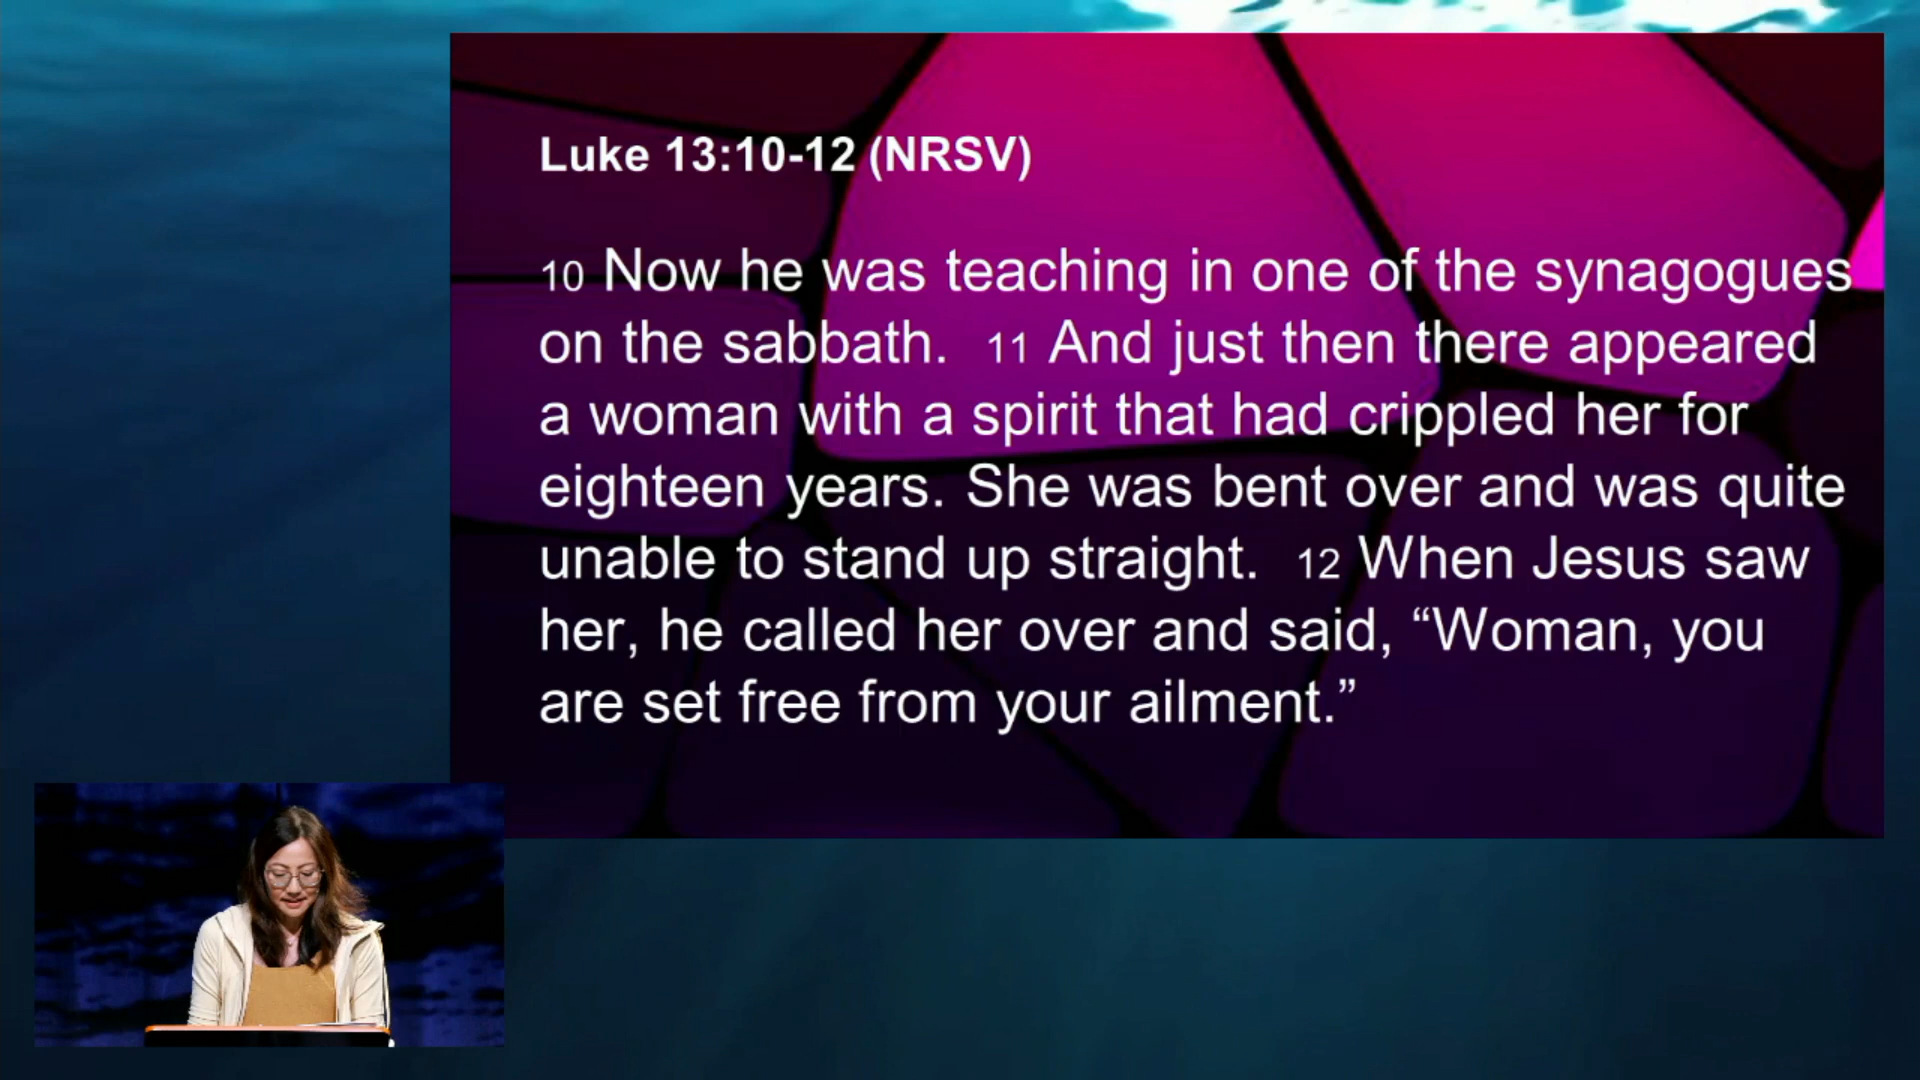 Luke 13:10-12 (NRSV)
10 Now he was teaching in one of the synagogues
on the sabbath.  11 And just then there appeared
a woman with a spirit that had crippled her for
eighteen years. She was bent over and was quite
unable to stand up straight.  12 When Jesus saw
her, he called her over and said, “Woman, you
are set free from your ailment.”